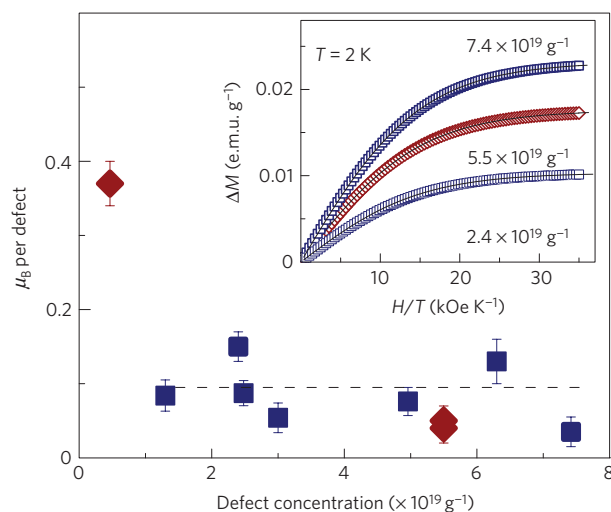 T = 2 K
7.4 × 10¹⁹ g⁻¹
5.5 × 10¹⁹ g⁻¹
2.4 × 10¹⁹ g⁻¹
0.02
0.01
0
ΔM (e.m.u. g⁻¹)
10 20 30
H/T (kOe K⁻¹)
0.4
0.2
0
μB per defect
0 2 4 6 8
Defect concentration (× 10¹⁹ g⁻¹)